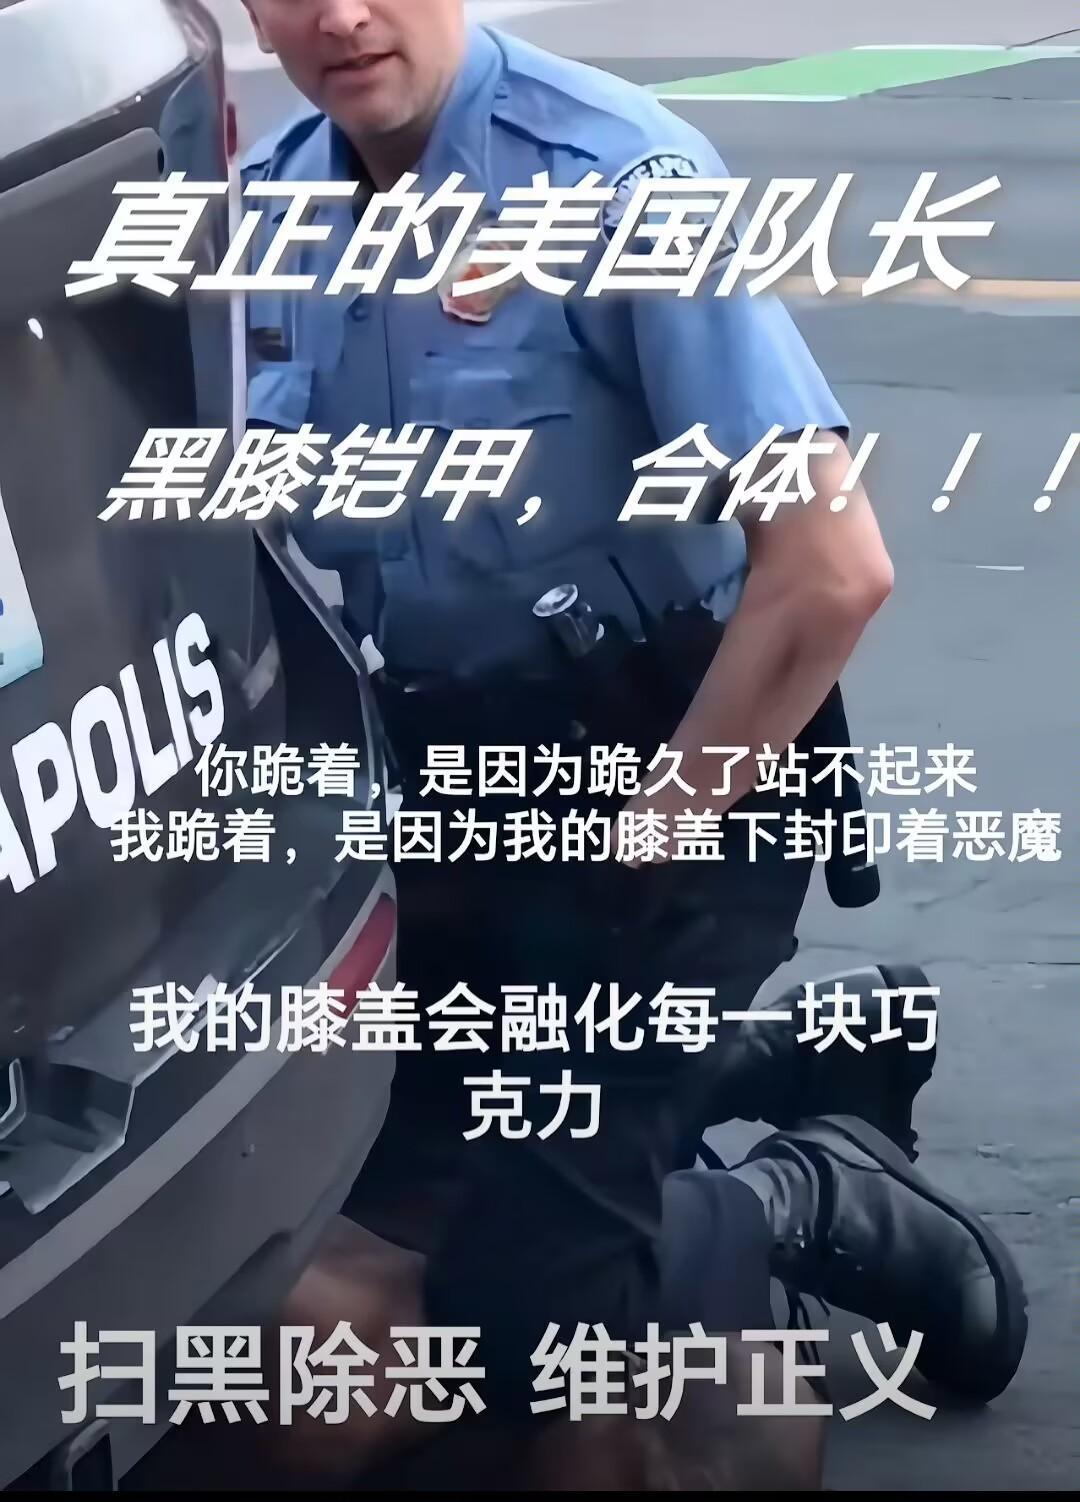 真正的美国队长
黑膝铠甲，合体！！！
APOLIS
你跪着，是因为跪久了站不起来
我跪着，是因为我的膝盖下封印着恶魔
我的膝盖会融化每一块巧
克力
扫黑除恶 维护正义